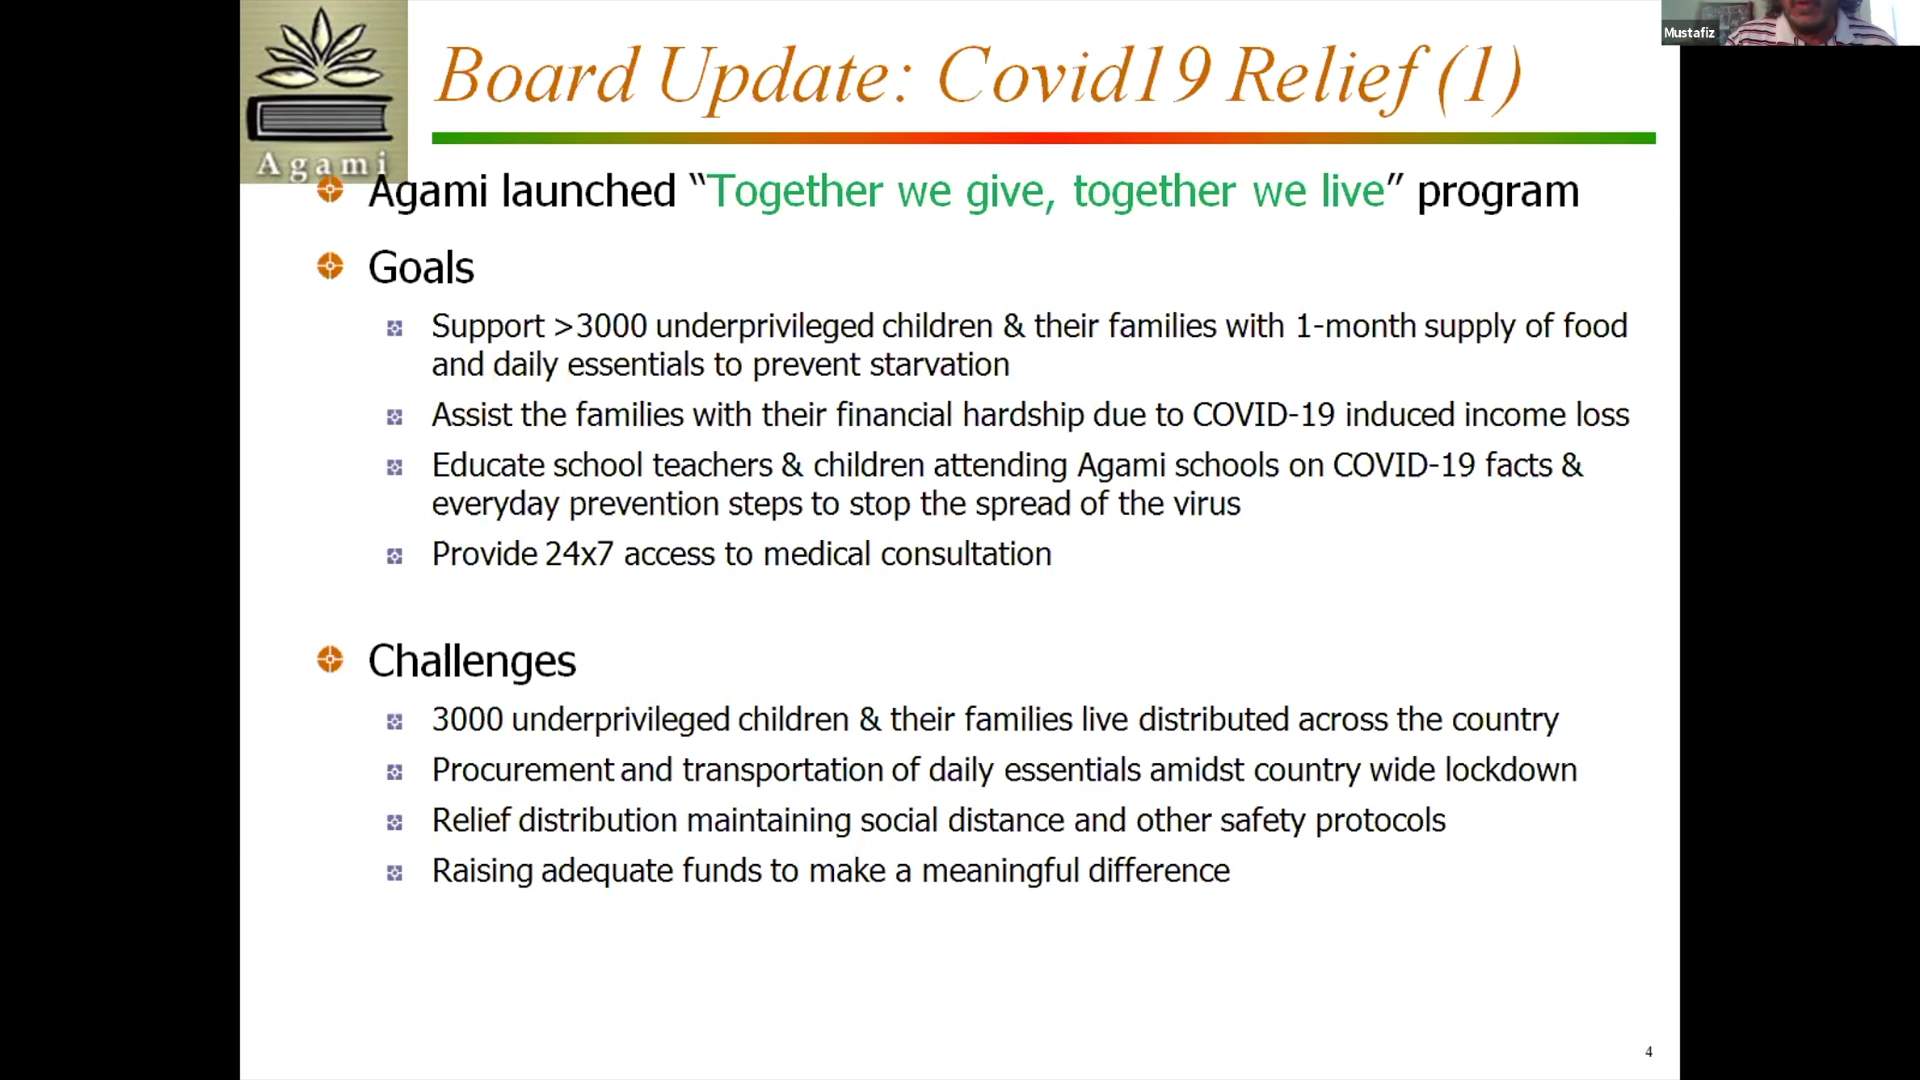 Board Update: Covid19 Relief (1)
Mustafiz
Agami
Agami launched “Together we give, together we live” program
Goals
Support >3000 underprivileged children & their families with 1-month supply of food
and daily essentials to prevent starvation
Assist the families with their financial hardship due to COVID-19 induced income loss
Educate school teachers & children attending Agami schools on COVID-19 facts &
everyday prevention steps to stop the spread of the virus
Provide 24x7 access to medical consultation
Challenges
3000 underprivileged children & their families live distributed across the country
Procurement and transportation of daily essentials amidst country wide lockdown
Relief distribution maintaining social distance and other safety protocols
Raising adequate funds to make a meaningful difference
4